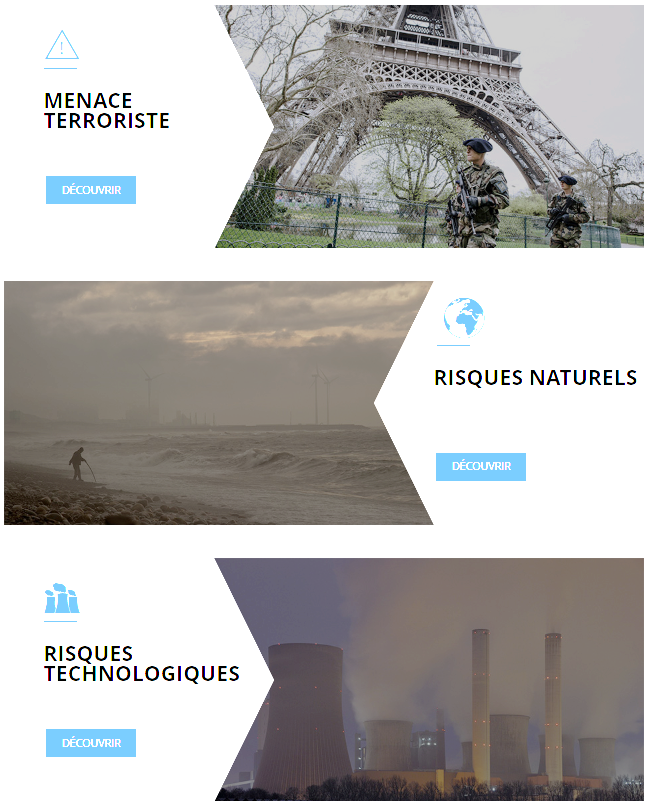 MENACE
TERRORISTE
DÉCOUVRIR
RISQUES NATURELS
DÉCOUVRIR
RISQUES
TECHNOLOGIQUES
DÉCOUVRIR